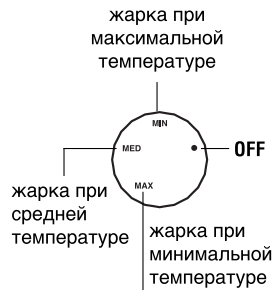 жарка при
максимальной
температуре
MIN
MED
OFF
MAX
жарка при
средней
температуре
жарка при
минимальной
температуре